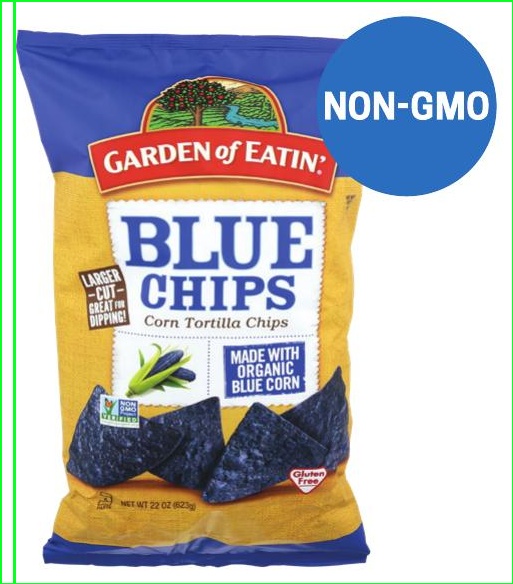 NON-GMO
GARDEN of EATIN'®
BLUE
CHIPS
Corn Tortilla Chips
LARGER
-CUT-
GREAT FOR
DIPPING!
MADE WITH
ORGANIC
BLUE CORN
NON
GMO
VERIFIED
Gluten
Free
NET WT 22 OZ (623g)